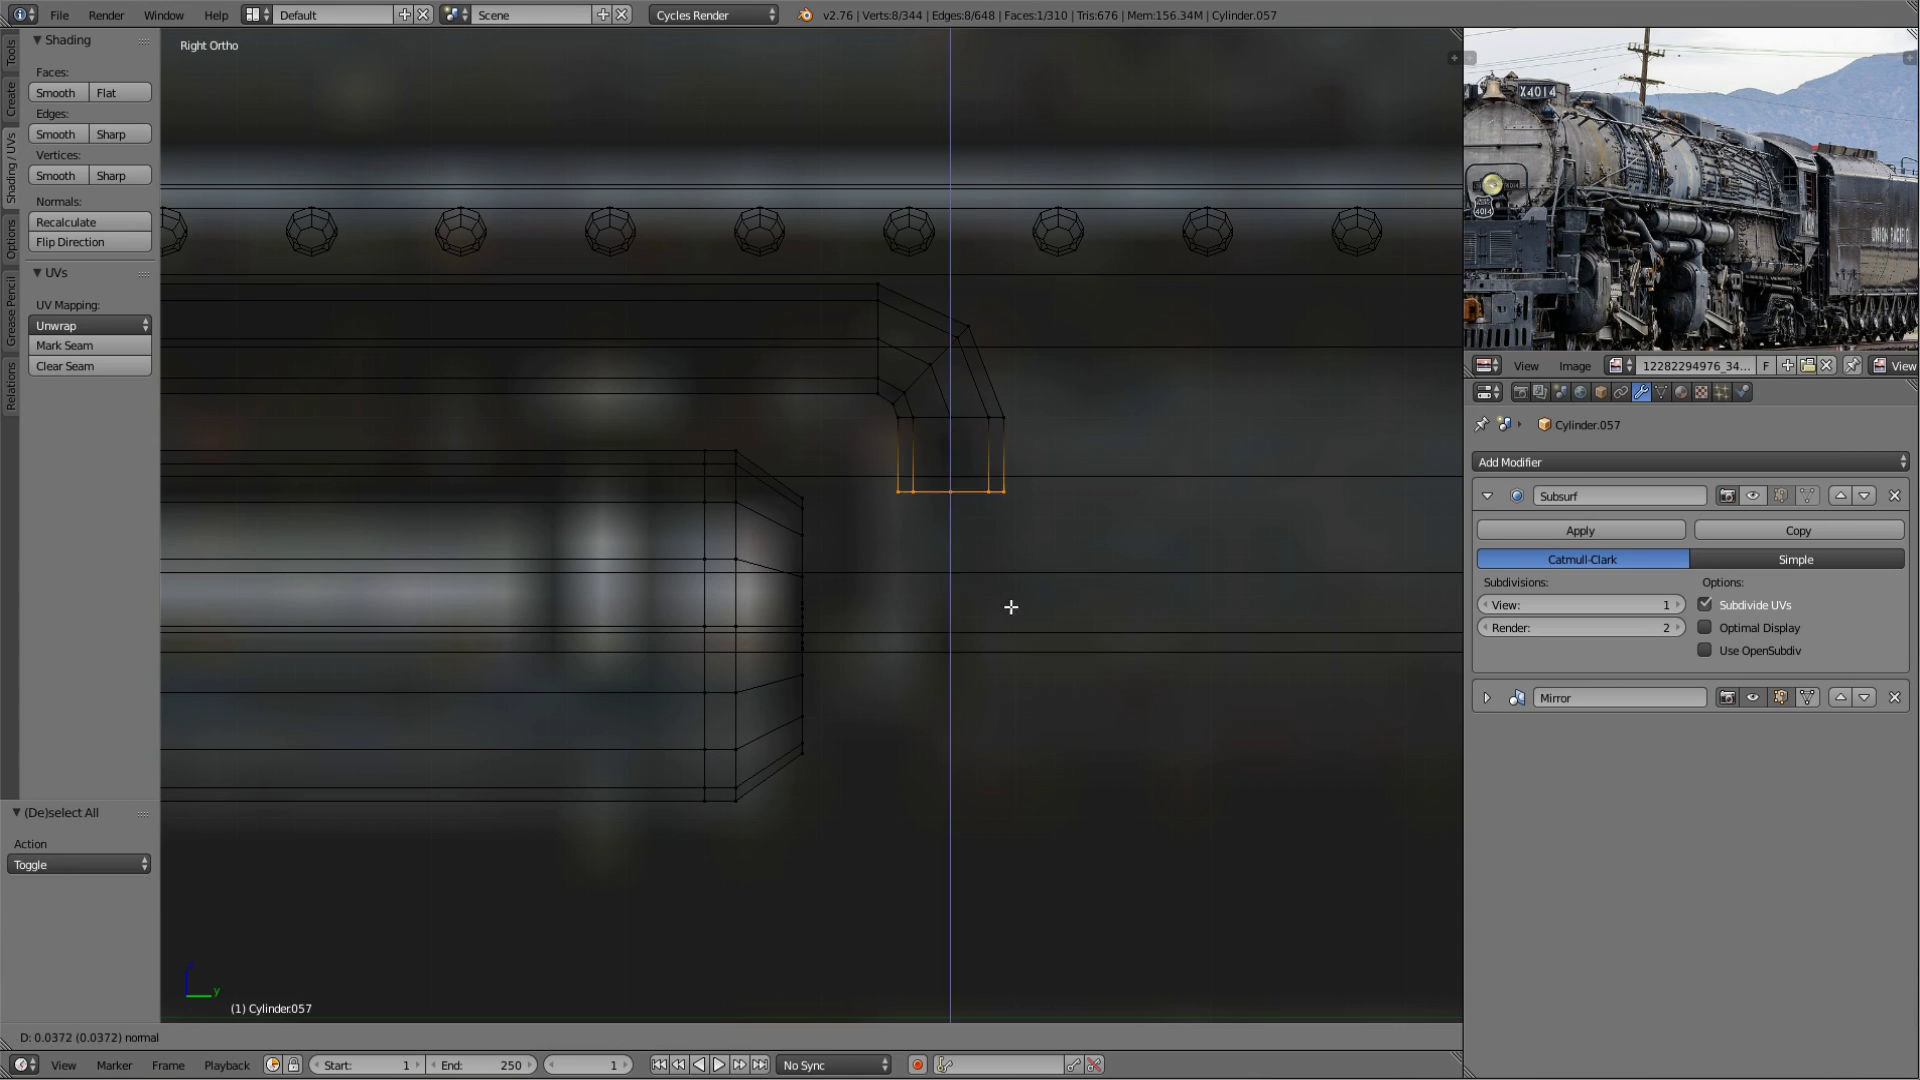 File Render Window Help Default Scene Cycles Render v2.76 | Verts:8/344 | Edges:8/648 | Faces:1/310 | Tris:676 | Mem:156.34M | Cylinder.057
Tools
Create
Shading / UVs
Options
Grease Pencil
Relations
Shading
Faces:
Smooth Flat
Edges:
Smooth Sharp
Vertices:
Smooth Sharp
Normals:
Recalculate
Flip Direction
UVs
UV Mapping:
Unwrap
Mark Seam
Clear Seam
(De)select All
Action
Toggle
Right Ortho
y
(1) Cylinder.057
X4014
4014
UNION PACIFIC
View Image 12282294976_34... F View
Cylinder.057
Add Modifier
Subsurf
Apply Copy
Catmull-Clark Simple
Subdivisions: Options:
View: 1 Subdivide UVs
Render: 2 Optimal Display
Use OpenSubdiv
Mirror
D: 0.0372 (0.0372) normal
View Marker Frame Playback Start: 1 End: 250 1 No Sync